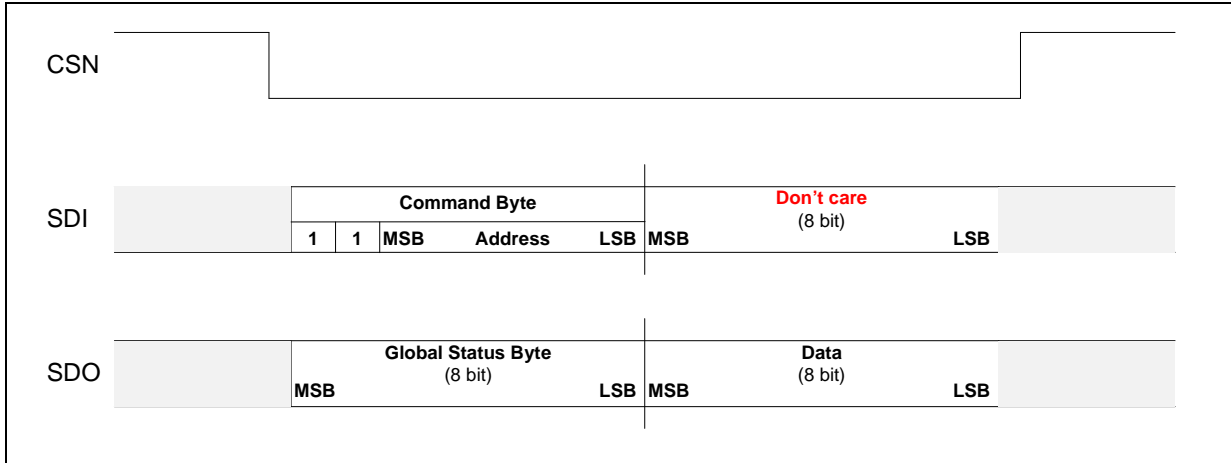 CSN
SDI
Command Byte
1 1 MSB Address LSB
Don't care
(8 bit)
MSB LSB
SDO
Global Status Byte
(8 bit)
MSB LSB
Data
(8 bit)
MSB LSB